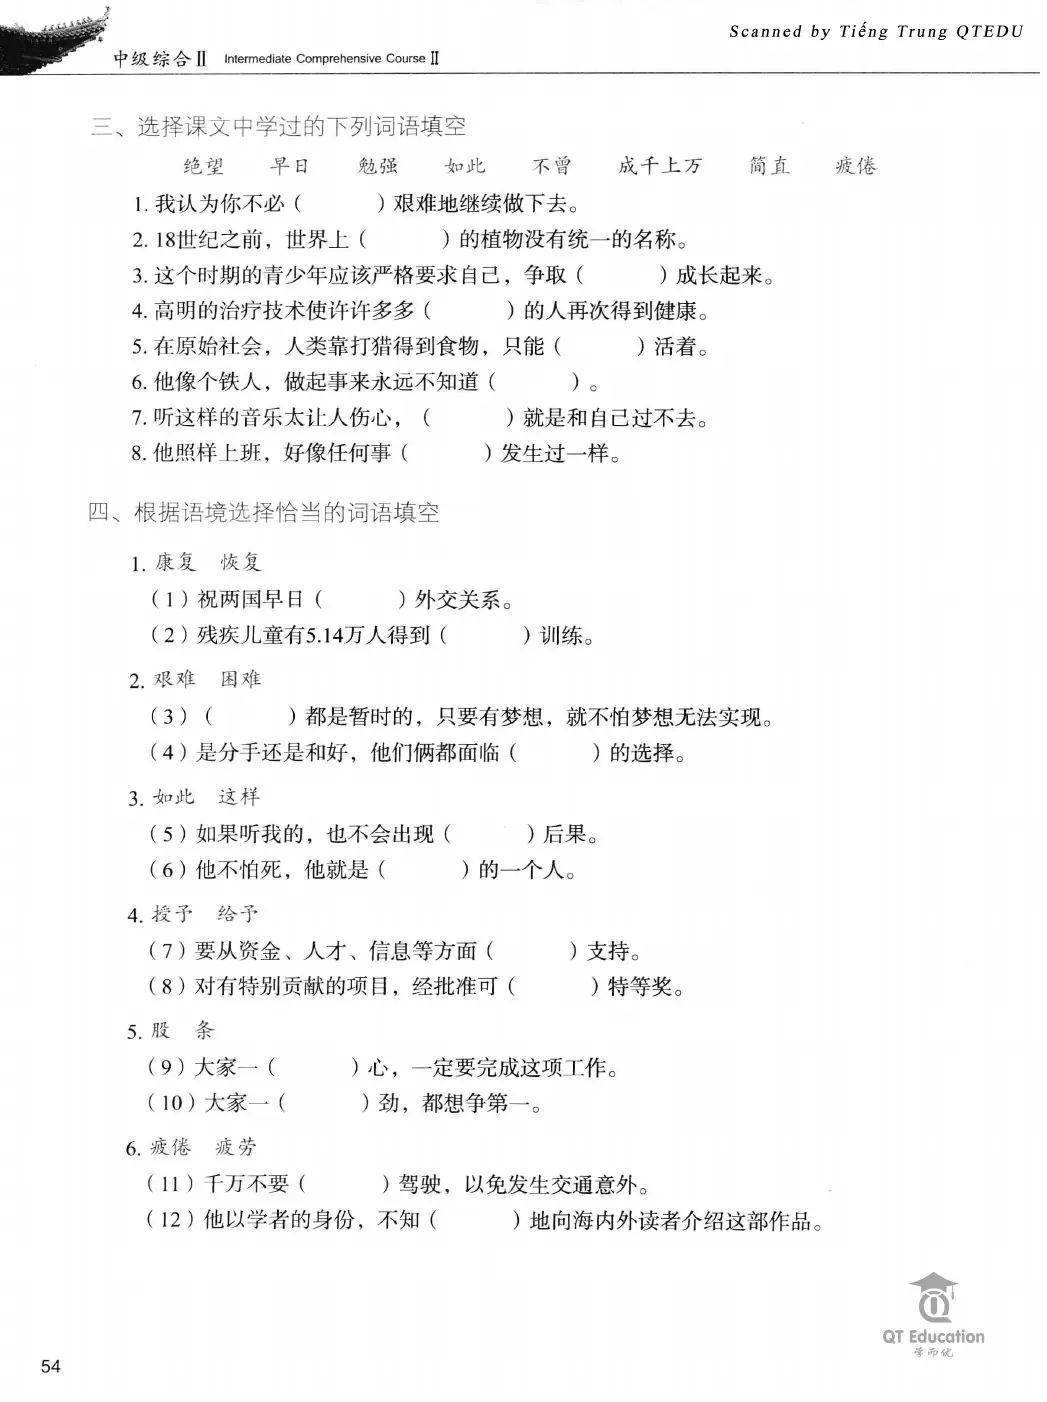 Scanned by Tiếng Trung QTEDU
中级综合Ⅱ Intermediate Comprehensive Course Ⅱ
三、选择课文中学过的下列词语填空
绝望 早日 勉强 如此 不曾 成千上万 简直 疲倦
1. 我认为你不必（ ）艰难地继续做下去。
2. 18世纪之前，世界上（ ）的植物没有统一的名称。
3. 这个时期的青少年应该严格要求自己，争取（ ）成长起来。
4. 高明的治疗技术使许许多多（ ）的人再次得到健康。
5. 在原始社会，人类靠打猎得到食物，只能（ ）活着。
6. 他像个铁人，做起事来永远不知道（ ）。
7. 听这样的音乐太让人伤心，（ ）就是和自己过不去。
8. 他照样上班，好像任何事（ ）发生过一样。
四、根据语境选择恰当的词语填空
1. 康复 恢复
（1）祝两国早日（ ）外交关系。
（2）残疾儿童有5.14万人得到（ ）训练。
2. 艰难 困难
（3）（ ）都是暂时的，只要有梦想，就不怕梦想无法实现。
（4）是分手还是和好，他们俩都面临（ ）的选择。
3. 如此 这样
（5）如果听我的，也不会出现（ ）后果。
（6）他不怕死，他就是（ ）的一个人。
4. 授予 给予
（7）要从资金、人才、信息等方面（ ）支持。
（8）对有特别贡献的项目，经批准可（ ）特等奖。
5. 股 条
（9）大家一（ ）心，一定要完成这项工作。
（10）大家一（ ）劲，都想争第一。
6. 疲倦 疲劳
（11）千万不要（ ）驾驶，以免发生交通意外。
（12）他以学者的身份，不知（ ）地向海内外读者介绍这部作品。
QT Education
学而优
54